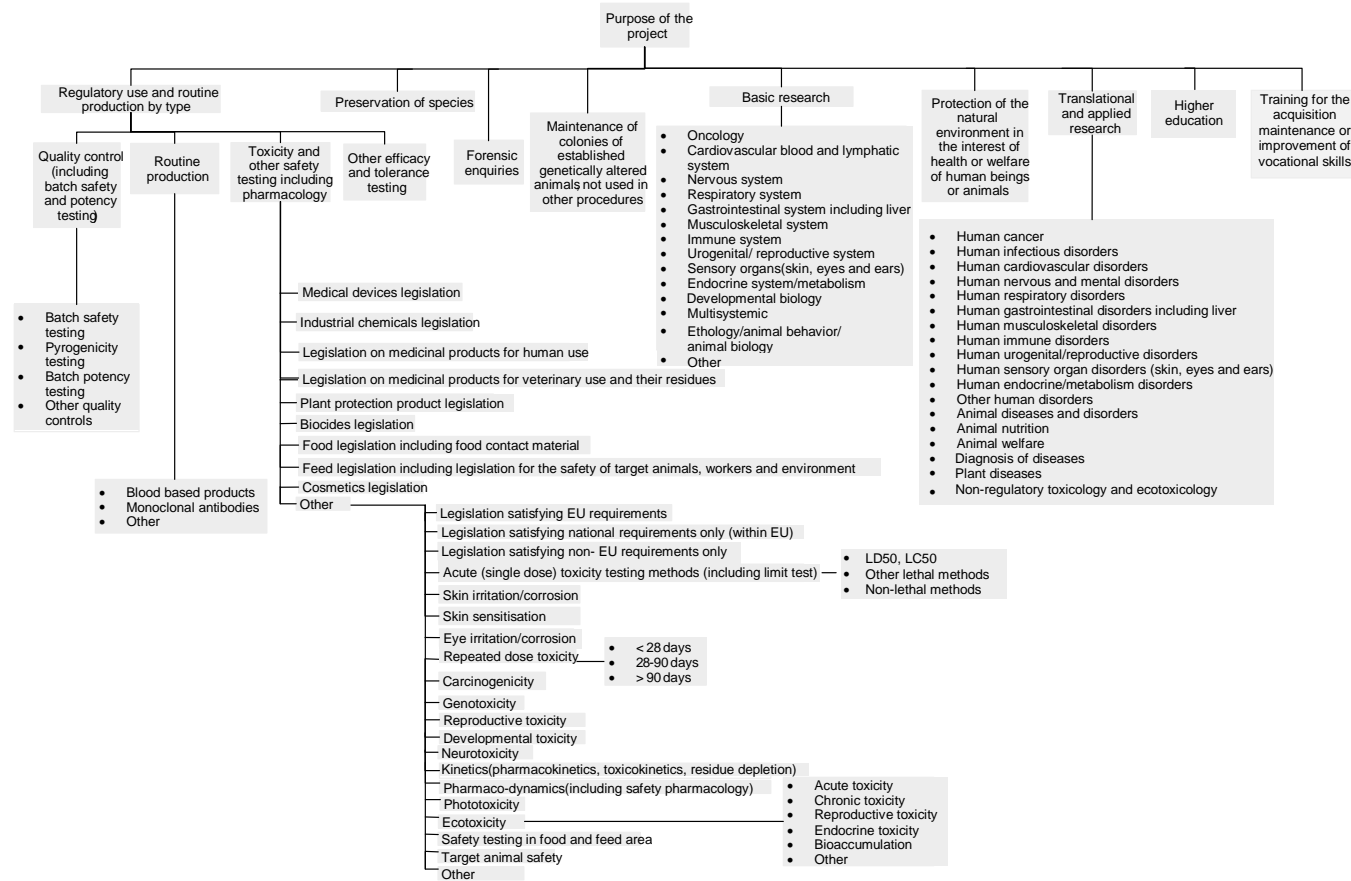 Purpose of the
project
Regulatory use and routine
production by type
Preservation of species
Forensic
enquiries
Maintenance of
colonies of
established
genetically altered
animals, not used in
other procedures
Basic research
Protection of the
natural
environment in
the interest of
health or welfare
of human beings
or animals
Translational
and applied
research
Higher
education
Training for the
acquisition
maintenance or
improvement of
vocational skills
Quality control
(including
batch safety
and potency
testing)
Routine
production
Toxicity and
other safety
testing including
pharmacology
Other efficacy
and tolerance
testing
• Oncology
• Cardiovascular blood and lymphatic
system
• Nervous system
• Respiratory system
• Gastrointestinal system including liver
• Musculoskeletal system
• Immune system
• Urogenital/ reproductive system
• Sensory organs(skin, eyes and ears)
• Endocrine system/metabolism
• Developmental biology
• Multisystemic
• Ethology/animal behavior/
animal biology
• Other
• Human cancer
• Human infectious disorders
• Human cardiovascular disorders
• Human nervous and mental disorders
• Human respiratory disorders
• Human gastrointestinal disorders including liver
• Human musculoskeletal disorders
• Human immune disorders
• Human urogenital/reproductive disorders
• Human sensory organ disorders (skin, eyes and ears)
• Human endocrine/metabolism disorders
• Other human disorders
• Animal diseases and disorders
• Animal nutrition
• Animal welfare
• Diagnosis of diseases
• Plant diseases
• Non-regulatory toxicology and ecotoxicology
• Batch safety
testing
• Pyrogenicity
testing
• Batch potency
testing
• Other quality
controls
• Blood based products
• Monoclonal antibodies
• Other
Medical devices legislation
Industrial chemicals legislation
Legislation on medicinal products for human use
Legislation on medicinal products for veterinary use and their residues
Plant protection product legislation
Biocides legislation
Food legislation including food contact material
Feed legislation including legislation for the safety of target animals, workers and environment
Cosmetics legislation
Other
Legislation satisfying EU requirements
Legislation satisfying national requirements only (within EU)
Legislation satisfying non- EU requirements only
Acute (single dose) toxicity testing methods (including limit test)
• LD50, LC50
• Other lethal methods
• Non-lethal methods
Skin irritation/corrosion
Skin sensitisation
Eye irritation/corrosion
Repeated dose toxicity
• < 28 days
• 28-90 days
• > 90 days
Carcinogenicity
Genotoxicity
Reproductive toxicity
Developmental toxicity
Neurotoxicity
Kinetics(pharmacokinetics, toxicokinetics, residue depletion)
Pharmaco-dynamics(including safety pharmacology)
Phototoxicity
Ecotoxicity
• Acute toxicity
• Chronic toxicity
• Reproductive toxicity
• Endocrine toxicity
• Bioaccumulation
• Other
Safety testing in food and feed area
Target animal safety
Other